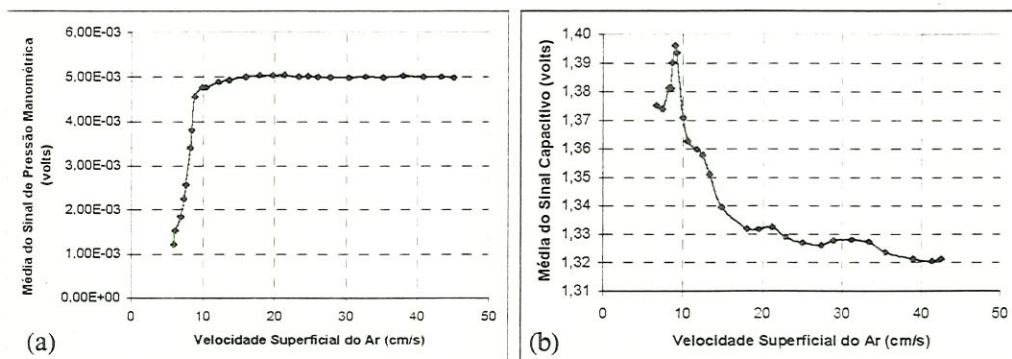 Média do Sinal de Pressão Manométrica
(volts)
6.00E-03
5.00E-03
4.00E-03
3.00E-03
2.00E-03
1.00E-03
0.00E+00
0
10
20
30
40
50
Velocidade Superficial do Ar (cm/s)
(a)
Média do Sinal Capacitivo (volts)
1,40
1,39
1,38
1,37
1,36
1,35
1,34
1,33
1,32
1,31
0
10
20
30
40
50
Velocidade Superficial do Ar (cm/s)
(b)